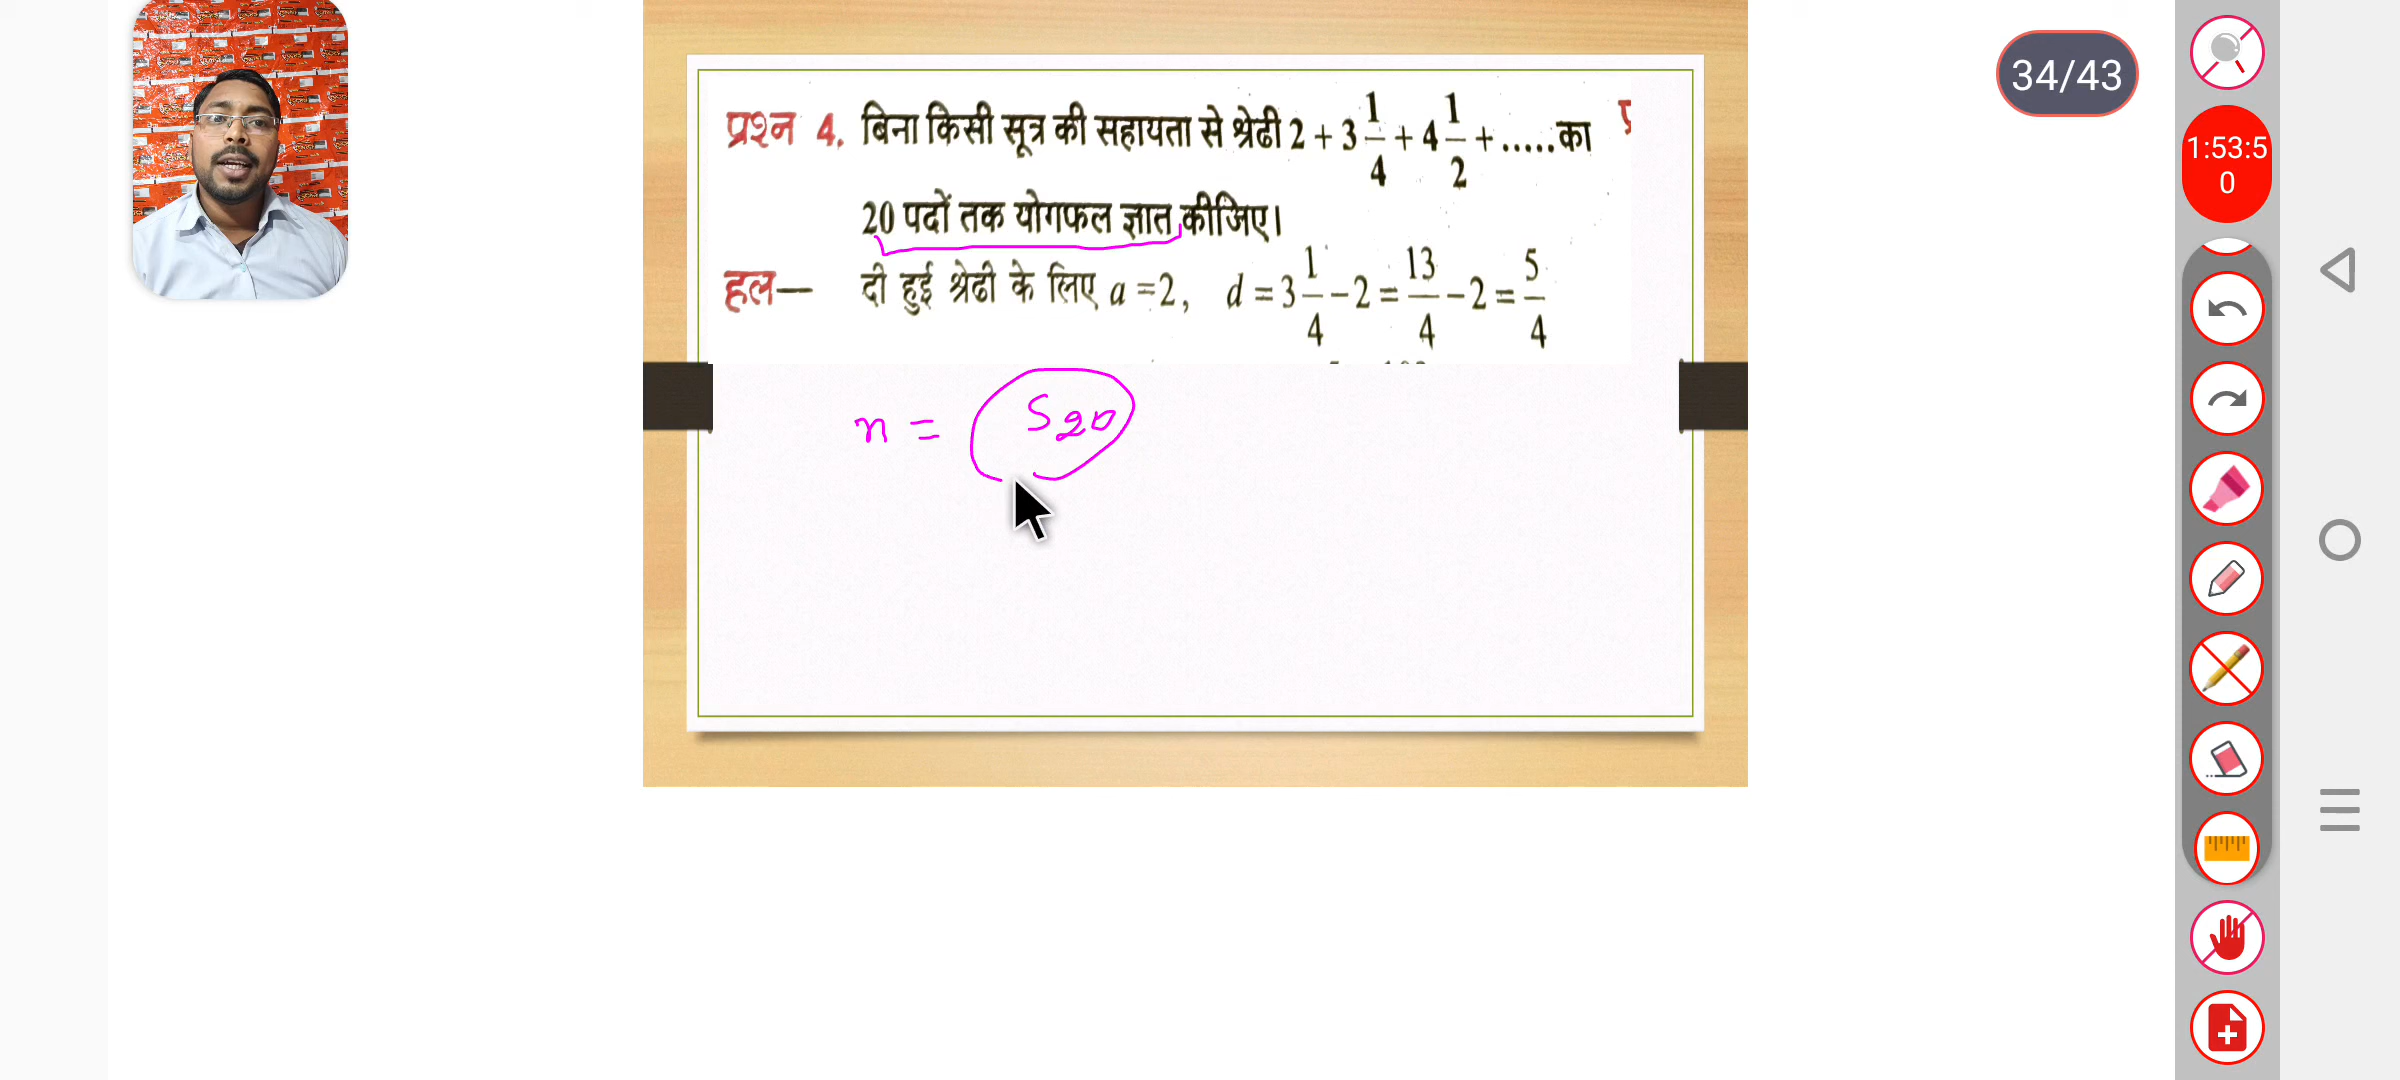 34/43
1:53:5
0
प्रश्न 4. बिना किसी सूत्र की सहायता से श्रेढी 2 + 3 1/4 + 4 1/2 + ..... का
20 पदों तक योगफल ज्ञात कीजिए।
हल— दी हुई श्रेढी के लिए a = 2, d = 3 1/4 − 2 = 13/4 − 2 = 5/4
n = S20